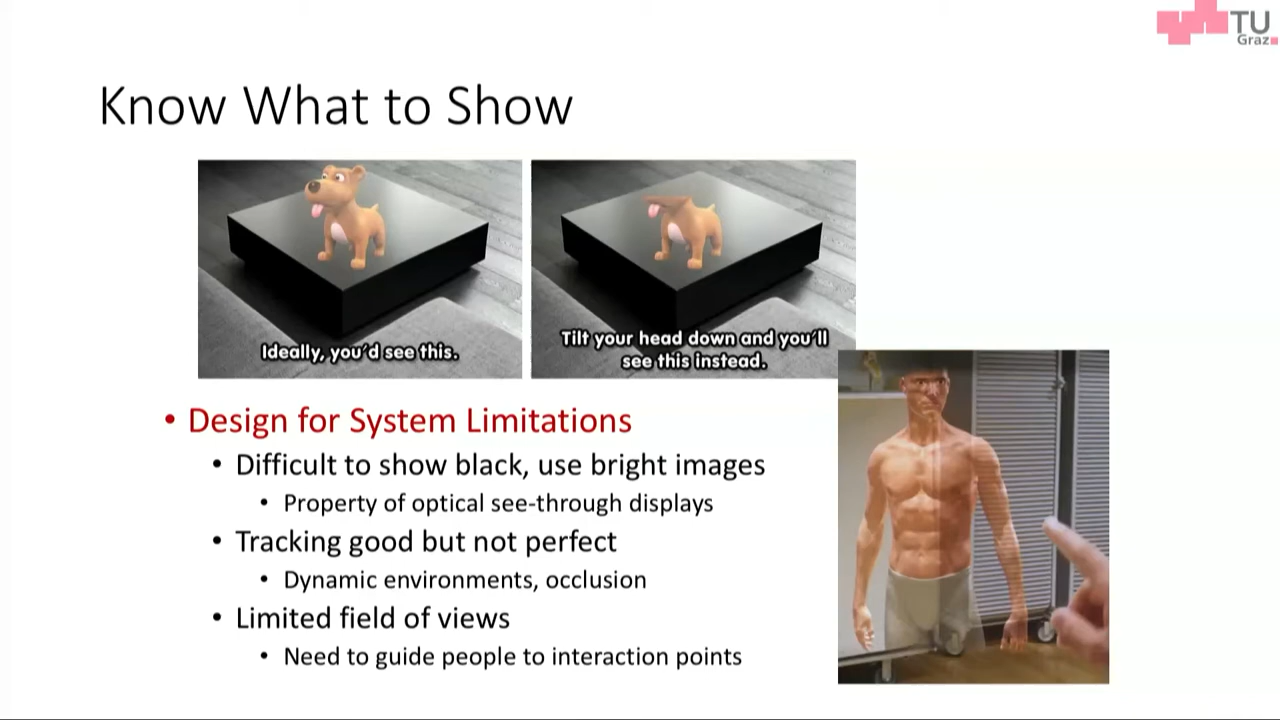 TU
Graz
Know What to Show
Ideally, you'd see this.
Tilt your head down and you'll
see this instead.
• Design for System Limitations
• Difficult to show black, use bright images
• Property of optical see-through displays
• Tracking good but not perfect
• Dynamic environments, occlusion
• Limited field of views
• Need to guide people to interaction points